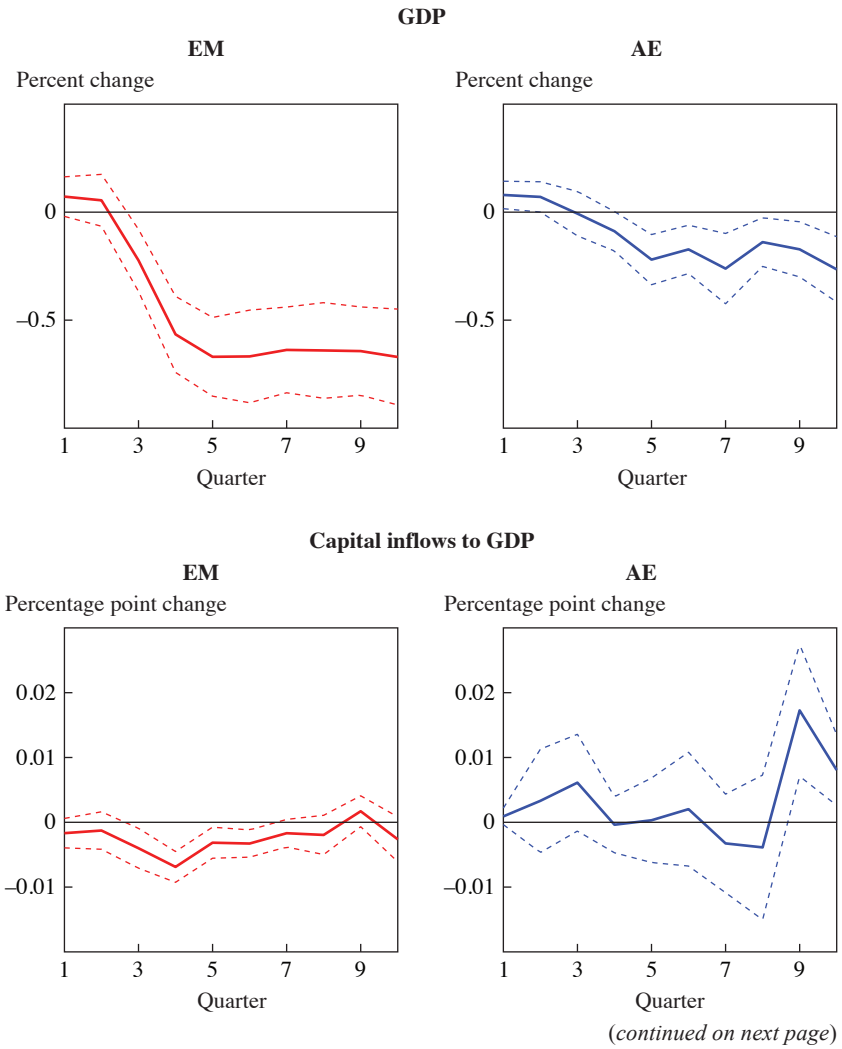 GDP
EM
AE
Percent change
Percent change
0
–0.5
1 3 5 7 9
Quarter
0
–0.5
1 3 5 7 9
Quarter
Capital inflows to GDP
EM
AE
Percentage point change
Percentage point change
0.02
0.01
0
–0.01
1 3 5 7 9
Quarter
0.02
0.01
0
–0.01
1 3 5 7 9
Quarter
(continued on next page)